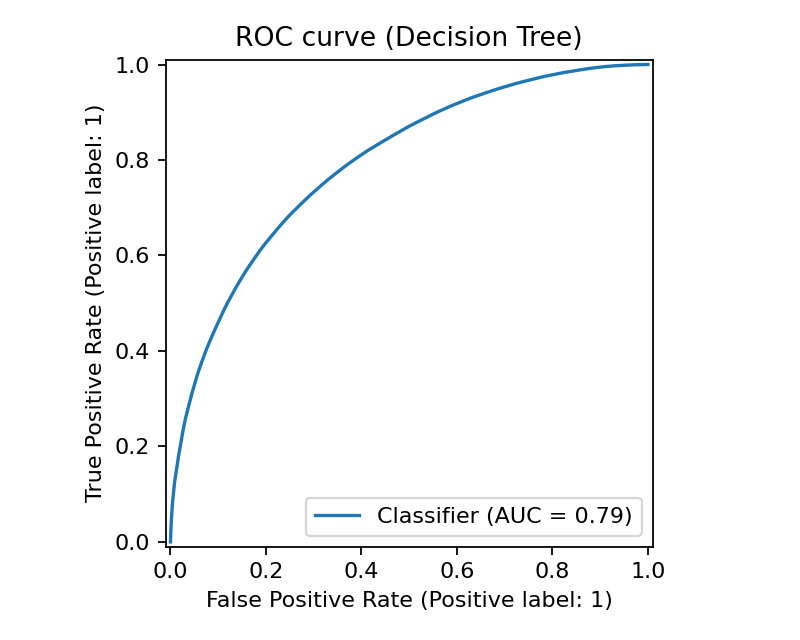 ROC curve (Decision Tree)
True Positive Rate (Positive label: 1)
1.0
0.8
0.6
0.4
0.2
0.0
Classifier (AUC = 0.79)
0.0 0.2 0.4 0.6 0.8 1.0
False Positive Rate (Positive label: 1)